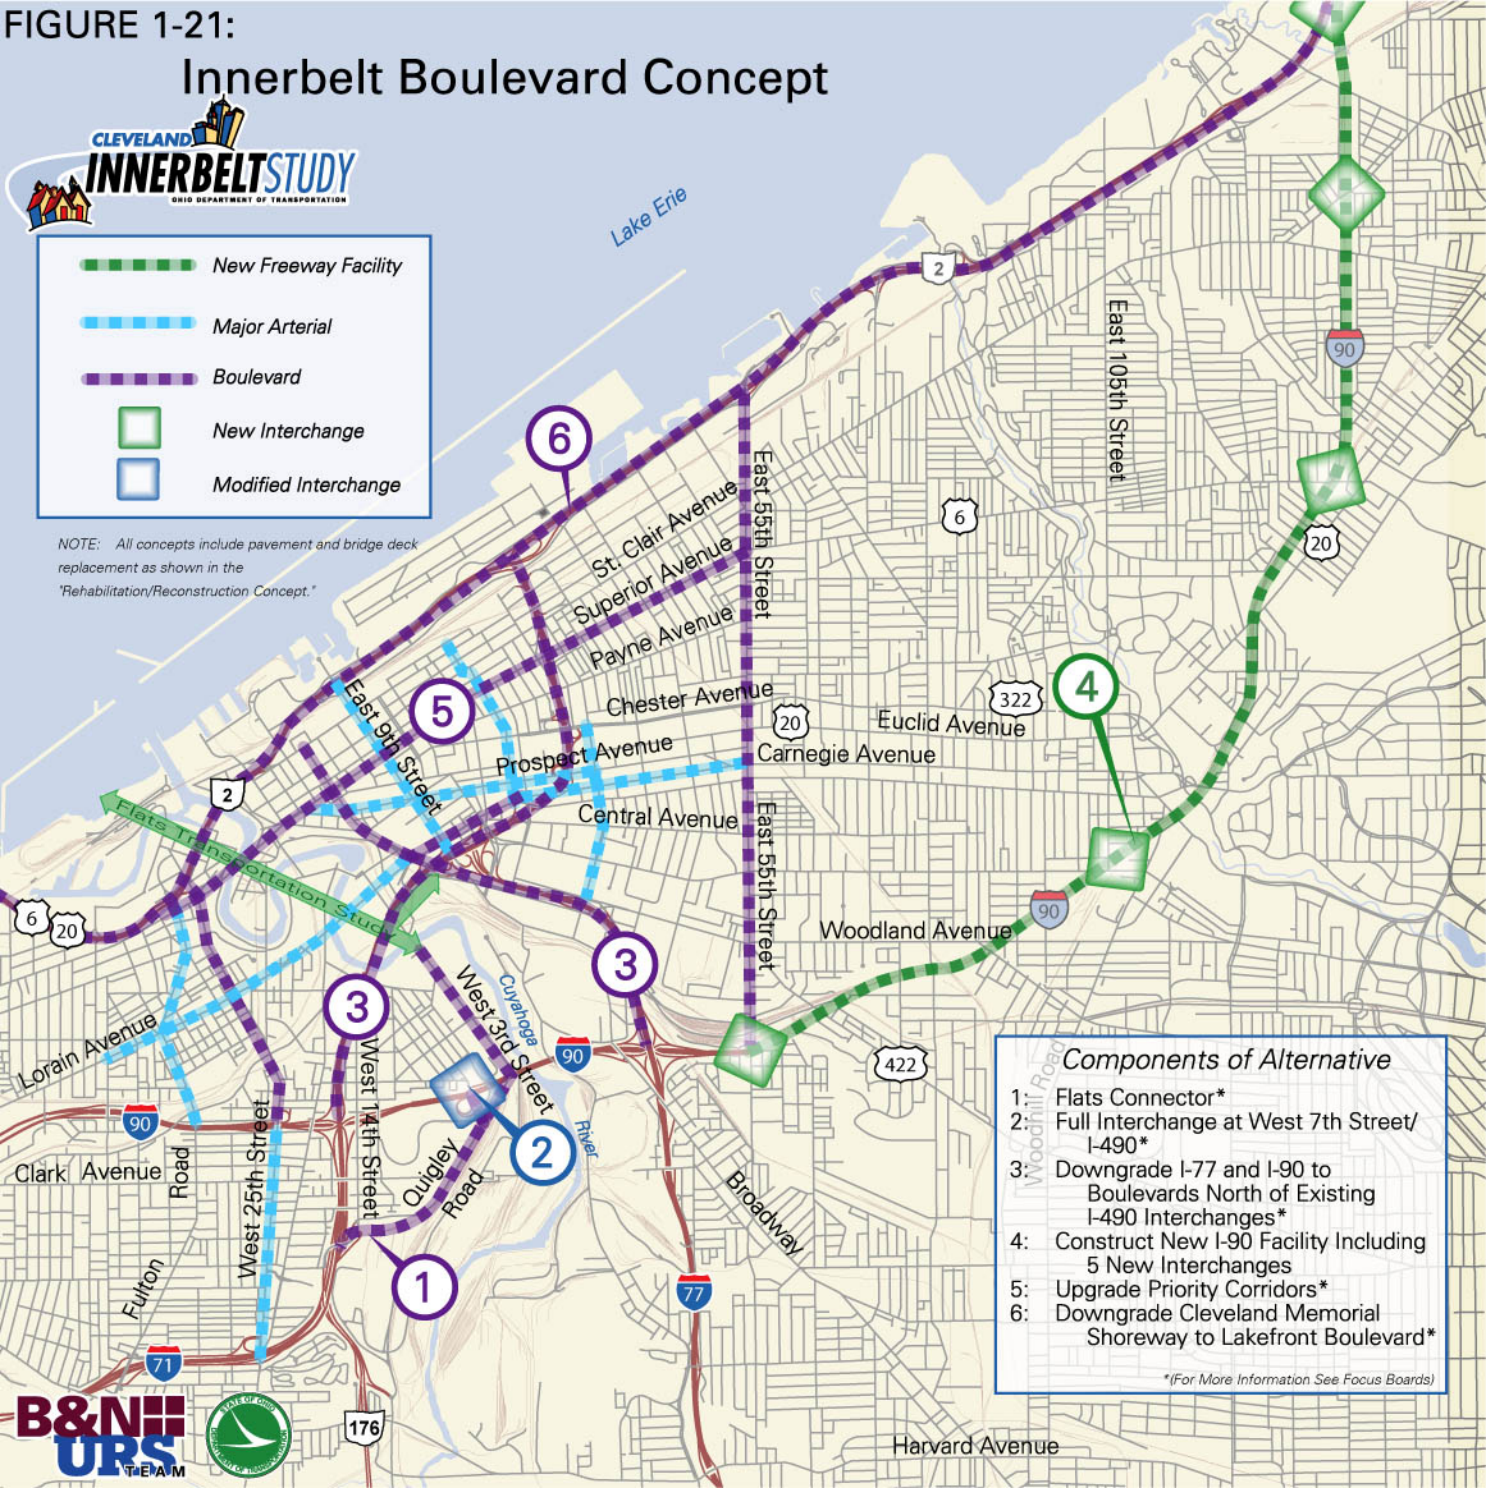 FIGURE 1-21:
Innerbelt Boulevard Concept
CLEVELAND
INNERBELTSTUDY
OHIO DEPARTMENT OF TRANSPORTATION
New Freeway Facility
Major Arterial
Boulevard
New Interchange
Modified Interchange
NOTE: All concepts include pavement and bridge deck
replacement as shown in the
"Rehabilitation/Reconstruction Concept."
Lake Erie
2
90
East 105th Street
6
6
20
East 55th Street
St. Clair Avenue
Superior Avenue
Payne Avenue
Chester Avenue
322
4
5
20
Euclid Avenue
East 9th Street
Prospect Avenue
Carnegie Avenue
2
Flats Transportation Study
Central Avenue
East 55th Street
6
20
90
Woodland Avenue
3
3
West 3rd Street
Cuyahoga
River
Lorain Avenue
90
422
90
West 14th Street
2
Clark Avenue
Fulton
Road
West 25th Street
Quigley
Road
Broadway
1
77
71
176
Woodhill Road
Harvard Avenue
Components of Alternative
1: Flats Connector*
2: Full Interchange at West 7th Street/
I-490*
3: Downgrade I-77 and I-90 to
Boulevards North of Existing
I-490 Interchanges*
4: Construct New I-90 Facility Including
5 New Interchanges
5: Upgrade Priority Corridors*
6: Downgrade Cleveland Memorial
Shoreway to Lakefront Boulevard*
*(For More Information See Focus Boards)
B&N
URS
TEAM
STATE OF OHIO
DEPARTMENT OF TRANSPORTATION